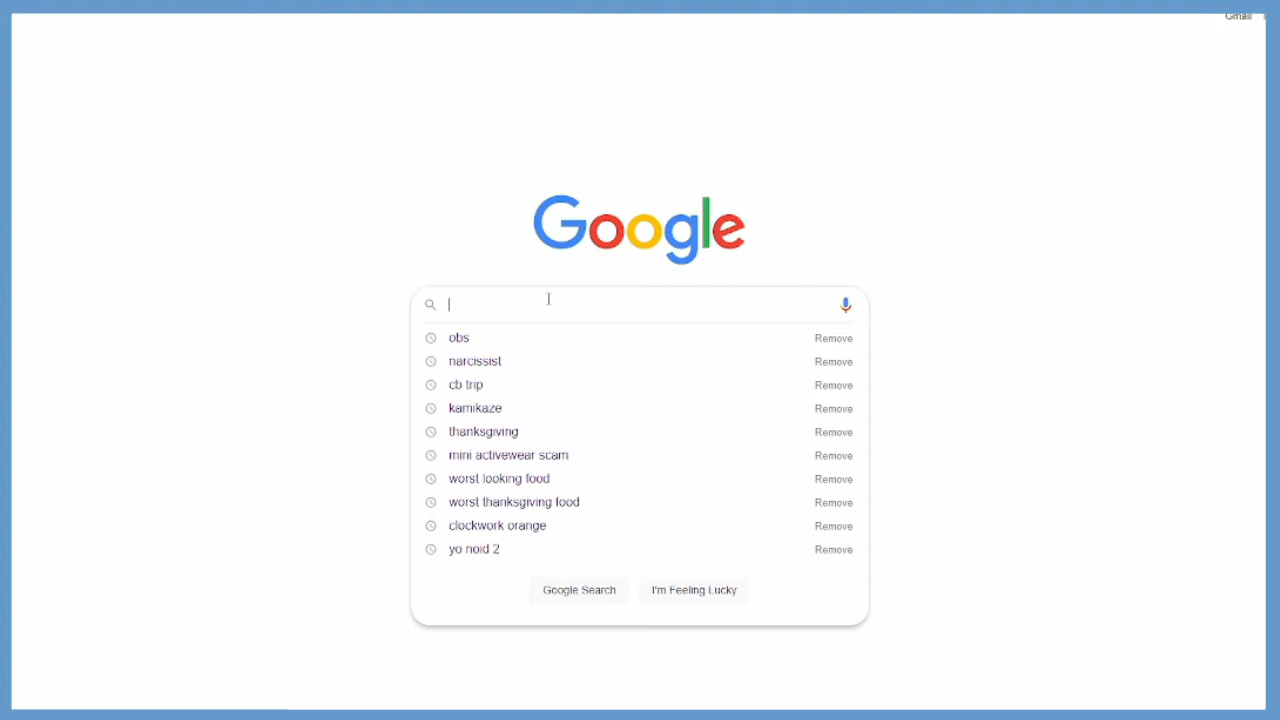 Gmail
Google
obs
Remove
narcissist
Remove
cb trip
Remove
kamikaze
Remove
thanksgiving
Remove
mini activewear scam
Remove
worst looking food
Remove
worst thanksgiving food
Remove
clockwork orange
Remove
yo noid 2
Remove
Google Search
I'm Feeling Lucky